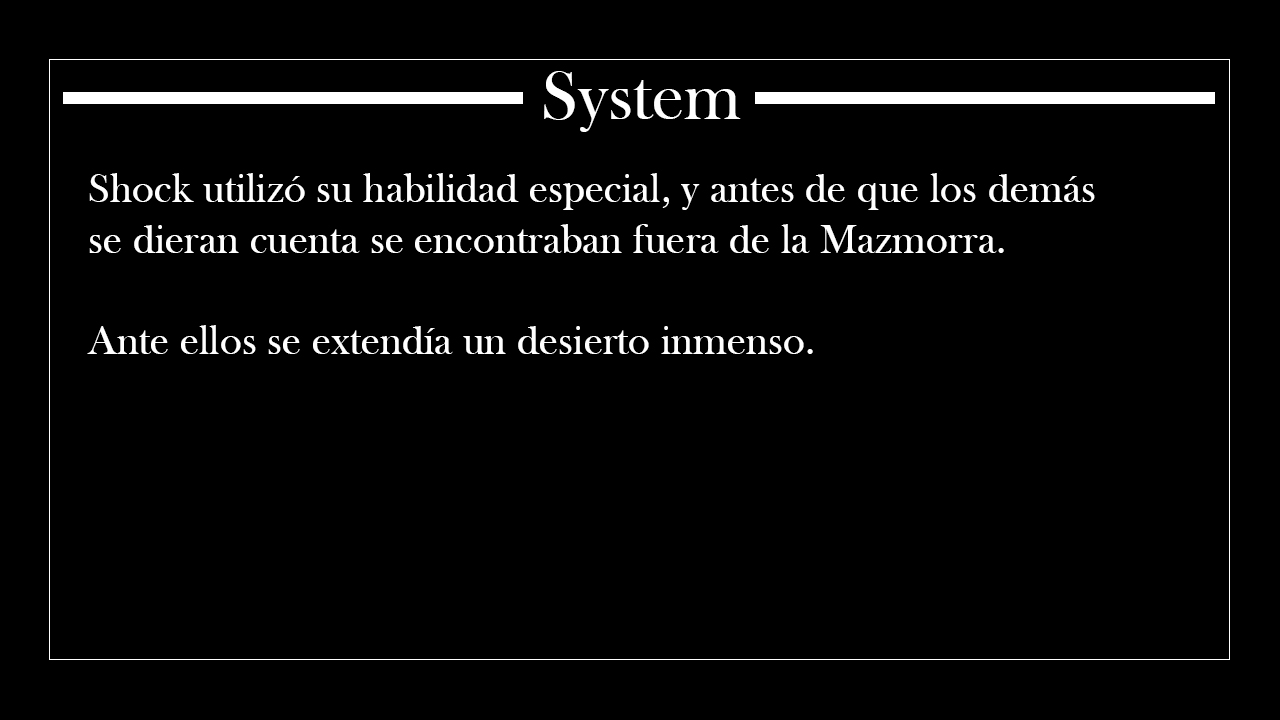 System
Shock utilizó su habilidad especial, y antes de que los demás
se dieran cuenta se encontraban fuera de la Mazmorra.
Ante ellos se extendía un desierto inmenso.